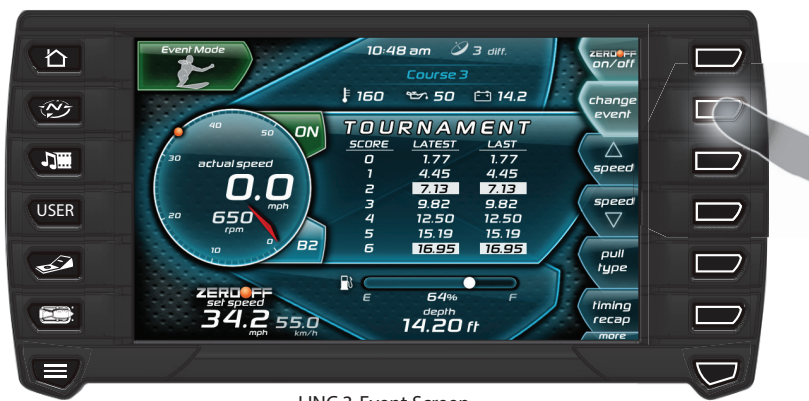 Event Mode
10:48 am 3 diff.
Course 3
160 50 14.2
ZEROFF
on/off
change
event
speed
speed
pull
type
timing
recap
more
USER
ON
TOURNAMENT
SCORE LATEST LAST
0 1.77 1.77
1 4.45 4.45
2 7.13 7.13
3 9.82 9.82
4 12.50 12.50
5 15.19 15.19
6 16.95 16.95
40 50
30
20
10
0
actual speed
0.0
mph
650
rpm
B2
E 64% F
depth
14.20 ft
ZEROFF
set speed
34.2 mph 55.0 km/h